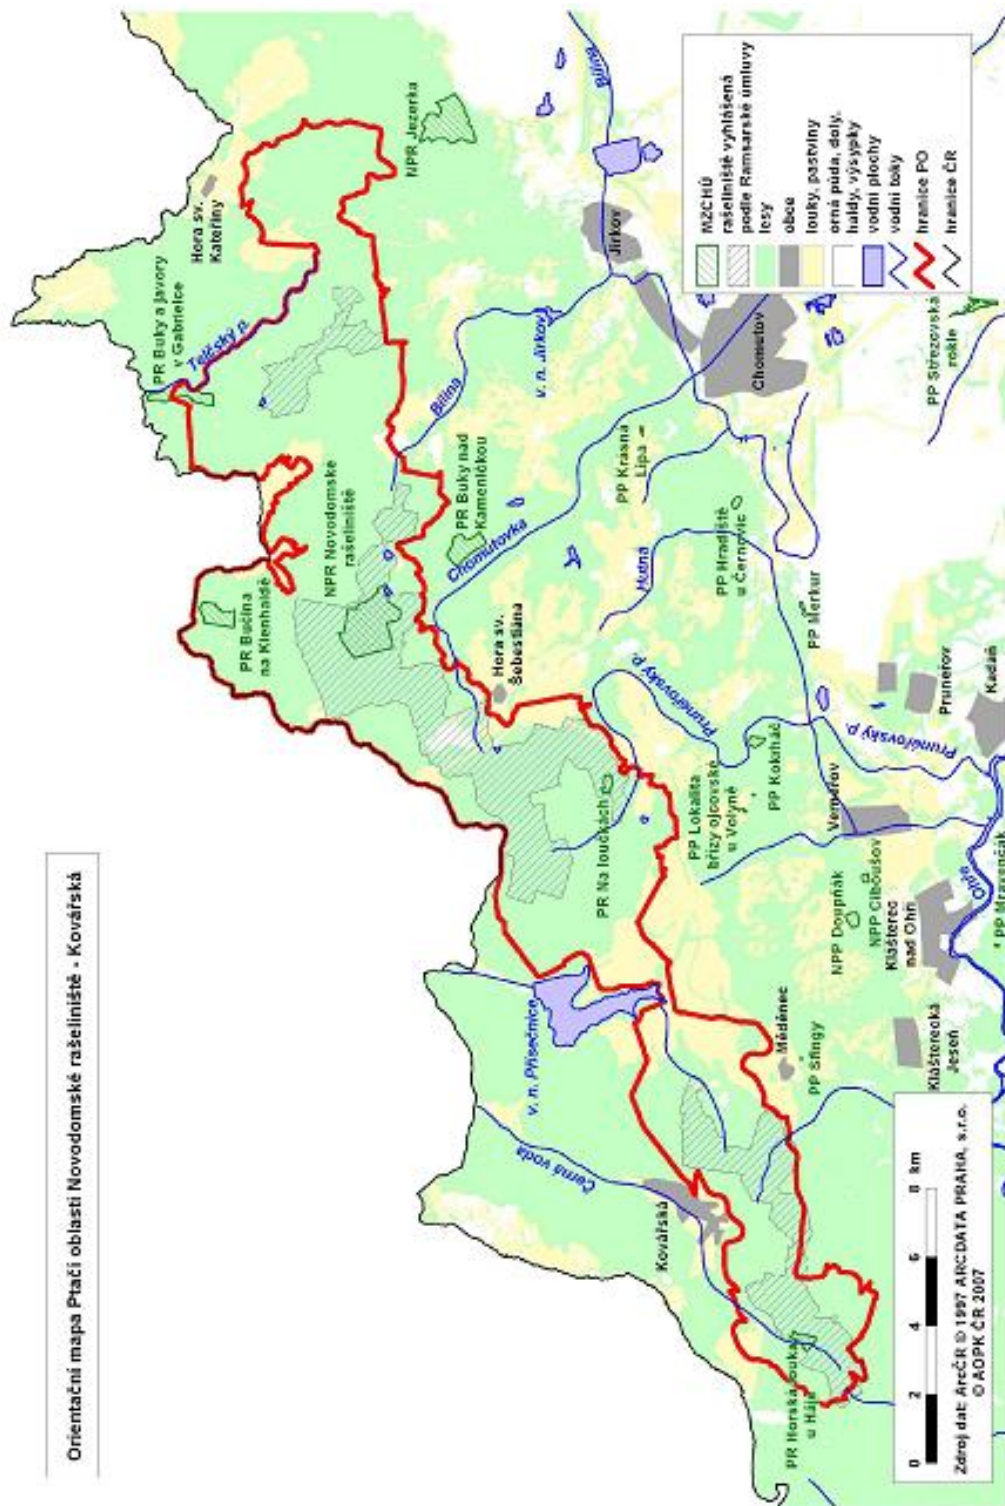 Orientační mapa Ptačí oblasti Novodomské rašeliniště - Kovářská
PR Horská louka
u Háje
Kovářská
Černá voda
v. n. Přísečnice
Měděnec
PP Sfingy
Klášterecká
Jeseň
NPP Doupňák
NPP Ciboušov
Klášterec
nad Ohří
Ohře
PP Mravenčák
Vernéřov
PR Na loučkách
PP Lokalita
břízy ojcovské
u Volyně
PP Kokrháč
Prunéřovský p.
Prunéřovský p.
Prunéřov
Kadaň
PP Merkur
Hora sv.
Šebestiána
PR Bučina
na Kienhaidě
NPR Novodomské
rašeliniště
PR Buky nad
Kameničkou
Chomutovka
Hutná
PP Hradiště
u Černovic
PP Krásná
Lípa
PR Buky a javory
v Gabrielce
Telčský p.
Hora sv.
Kateřiny
NPR Jezerka
Bílina
v. n. Jirkov
Jirkov
Chomutov
Bílina
PP Střezovská
rokle
MZCHÚ
rašeliniště vyhlášená
podle Ramsarské úmluvy
lesy
obce
louky, pastviny
orná půda, doly,
haldy, výsypky
vodní plochy
vodní toky
hranice PO
hranice ČR
0 2 4 6 8 km
Zdroj dat: ArcČR © 1997 ARCDATA PRAHA, s.r.o.
© AOPK ČR 2007